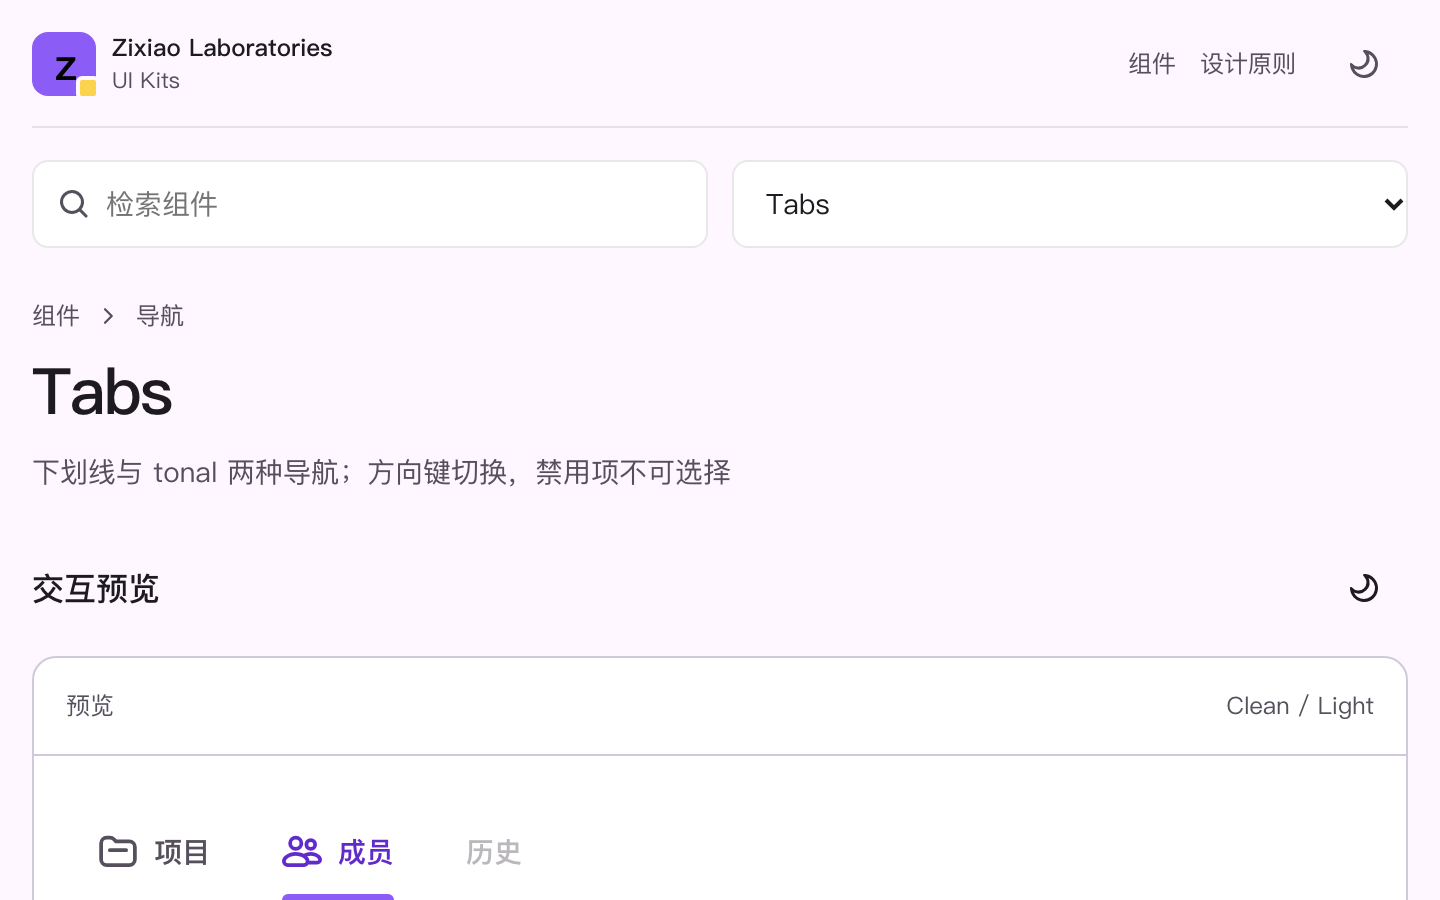 Z
Zixiao Laboratories
UI Kits
组件 设计原则
检索组件
Tabs
组件 > 导航
Tabs
下划线与 tonal 两种导航；方向键切换，禁用项不可选择
交互预览
预览
Clean / Light
项目 成员 历史